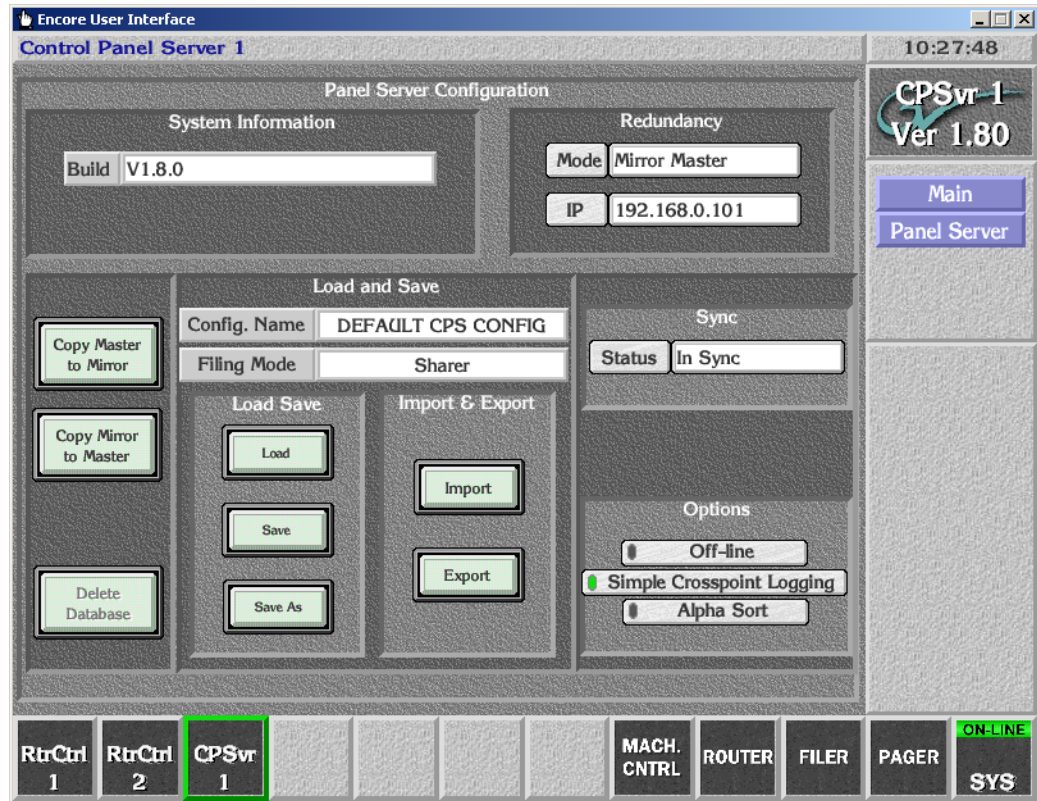 Encore User Interface
Control Panel Server 1
10:27:48
CPSvr 1
Ver 1.80
Main
Panel Server
Panel Server Configuration
System Information
Build V1.8.0
Redundancy
Mode Mirror Master
IP 192.168.0.101
Copy Master
to Mirror
Copy Mirror
to Master
Delete
Database
Load and Save
Config. Name DEFAULT CPS CONFIG
Filing Mode Sharer
Load Save
Load
Save
Save As
Import & Export
Import
Export
Sync
Status In Sync
Options
Off-line
Simple Crosspoint Logging
Alpha Sort
RtrCtrl
1
RtrCtrl
2
CPSvr
1
MACH.
CNTRL
ROUTER
FILER
PAGER
ON-LINE
SYS